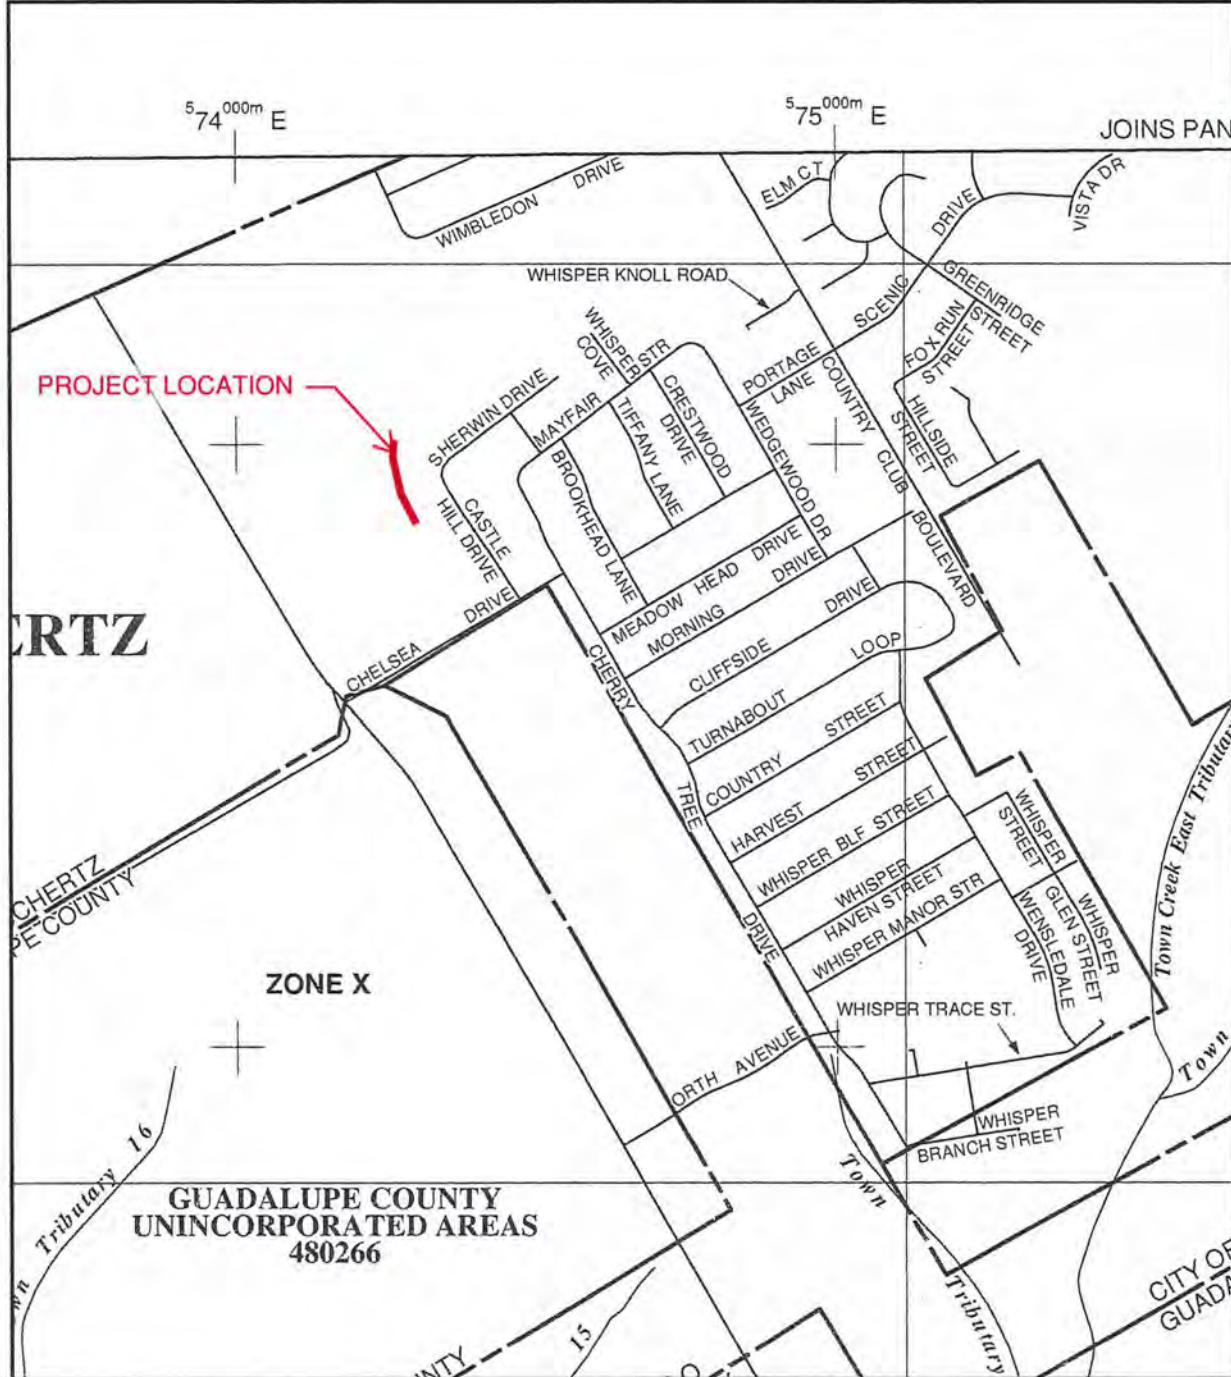 574000m E
575000m E
JOINS PAN
ELM CT
DRIVE
VISTA DR
WIMBLEDON DRIVE
WHISPER KNOLL ROAD
SCENIC
GREENRIDGE STREET
FOX RUN STREET
PROJECT LOCATION
WHISPER COVE
MAYFAIR STR
PORTAGE LANE
COUNTRY CLUB BOULEVARD
SHERWIN DRIVE
CRESTWOOD DRIVE
TIFFANY LANE
WEDGEWOOD DR
HILLSIDE STREET
BROOKHEAD LANE
CASTLE HILL DRIVE
MEADOW HEAD DRIVE
MORNING DRIVE
ERTZ
CHELSEA DRIVE
CHERRY TREE DRIVE
CLIFFSIDE DRIVE
TURNABOUT LOOP
COUNTRY STREET
HARVEST STREET
WHISPER BLF STREET
WHISPER
HAVEN STREET
WHISPER MANOR STR
WHISPER STREET
WHISPER
GLEN STREET
WENSLEDALE DRIVE
Town Creek East Tributary
CHERTZ
PE COUNTY
ZONE X
WHISPER TRACE ST.
ORTH AVENUE
Town
WHISPER
BRANCH STREET
Town
Tributary
wn Tributary 16
GUADALUPE COUNTY
UNINCORPORATED AREAS
480266
15
NTY
O
CITY OF
GUADA